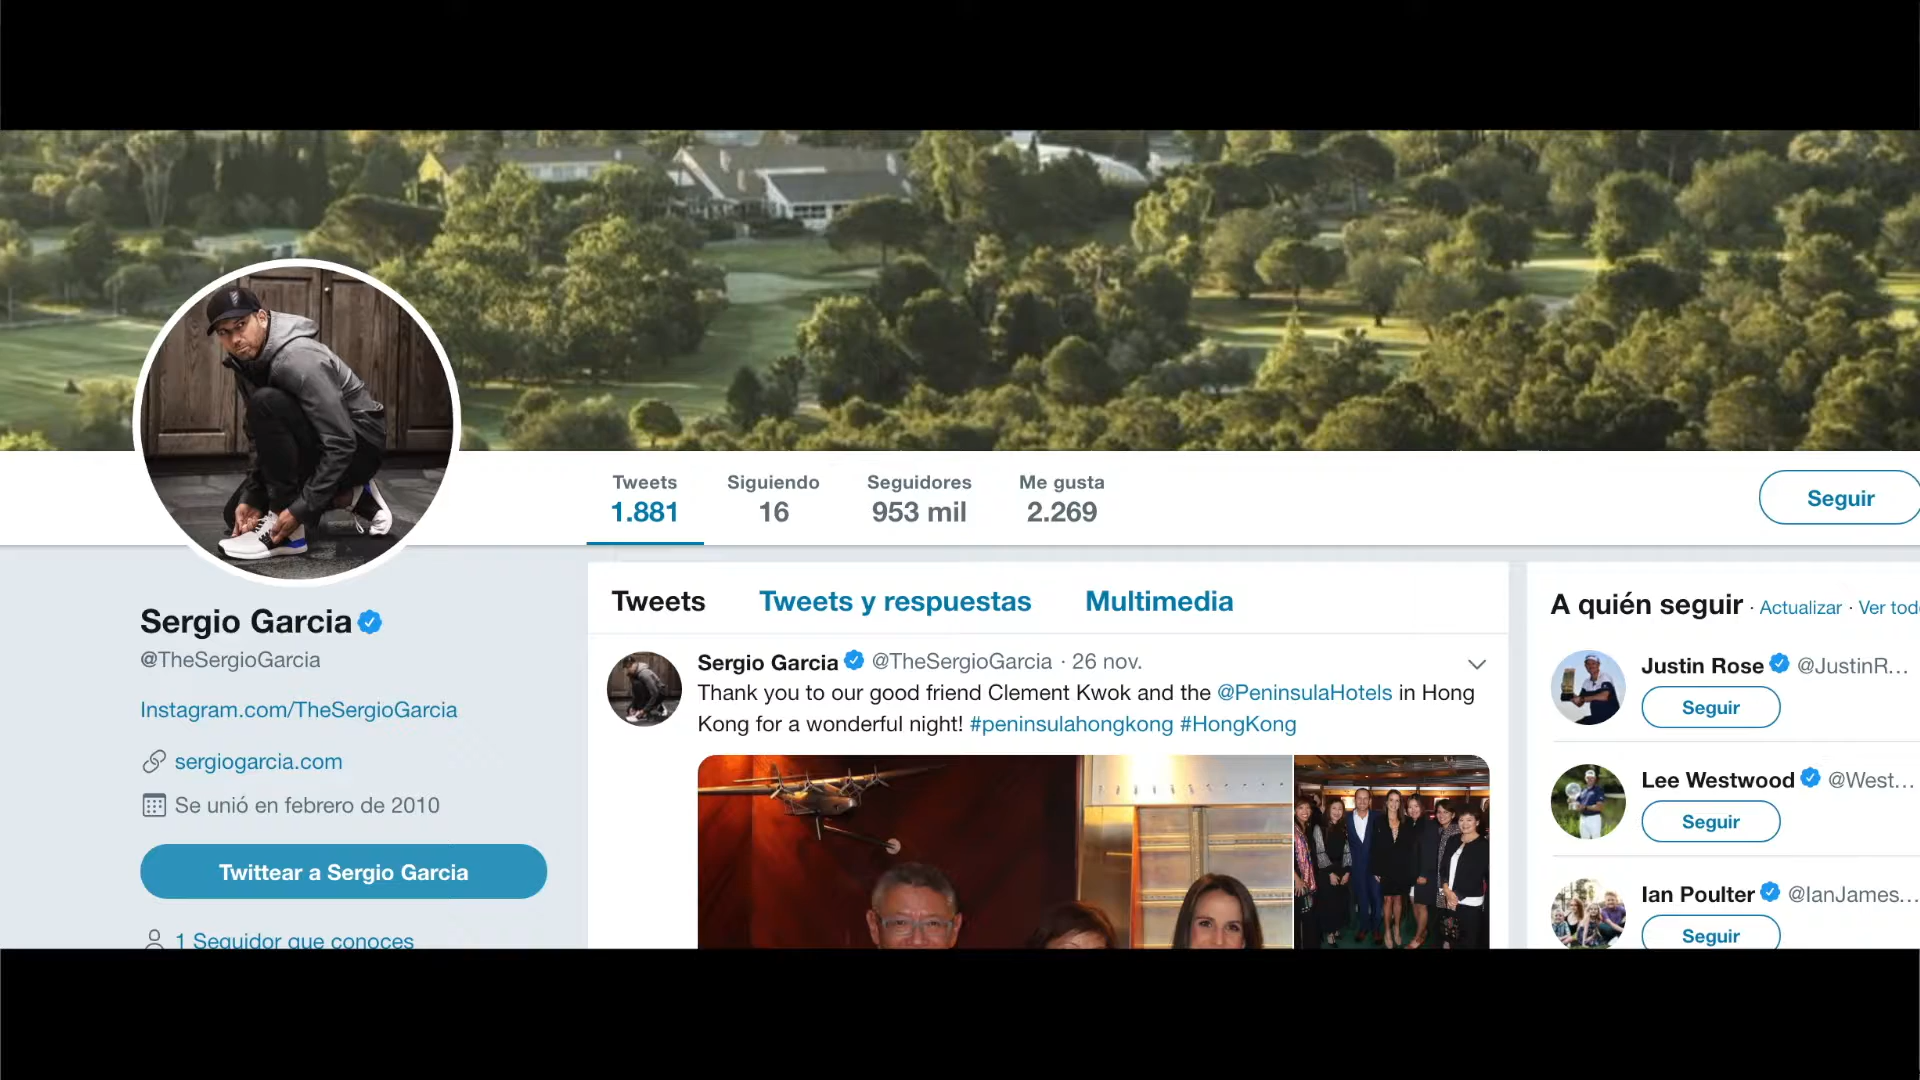 Tweets
1.881
Siguiendo
16
Seguidores
953 mil
Me gusta
2.269
Seguir
Sergio Garcia
@TheSergioGarcia
Instagram.com/TheSergioGarcia
sergiogarcia.com
Se unió en febrero de 2010
Twittear a Sergio Garcia
1 Seguidor que conoces
Tweets Tweets y respuestas Multimedia
Sergio Garcia @TheSergioGarcia · 26 nov.
Thank you to our good friend Clement Kwok and the @PeninsulaHotels in Hong
Kong for a wonderful night! #peninsulahongkong #HongKong
A quién seguir · Actualizar · Ver tod
Justin Rose @JustinR...
Seguir
Lee Westwood @West...
Seguir
Ian Poulter @IanJames...
Seguir